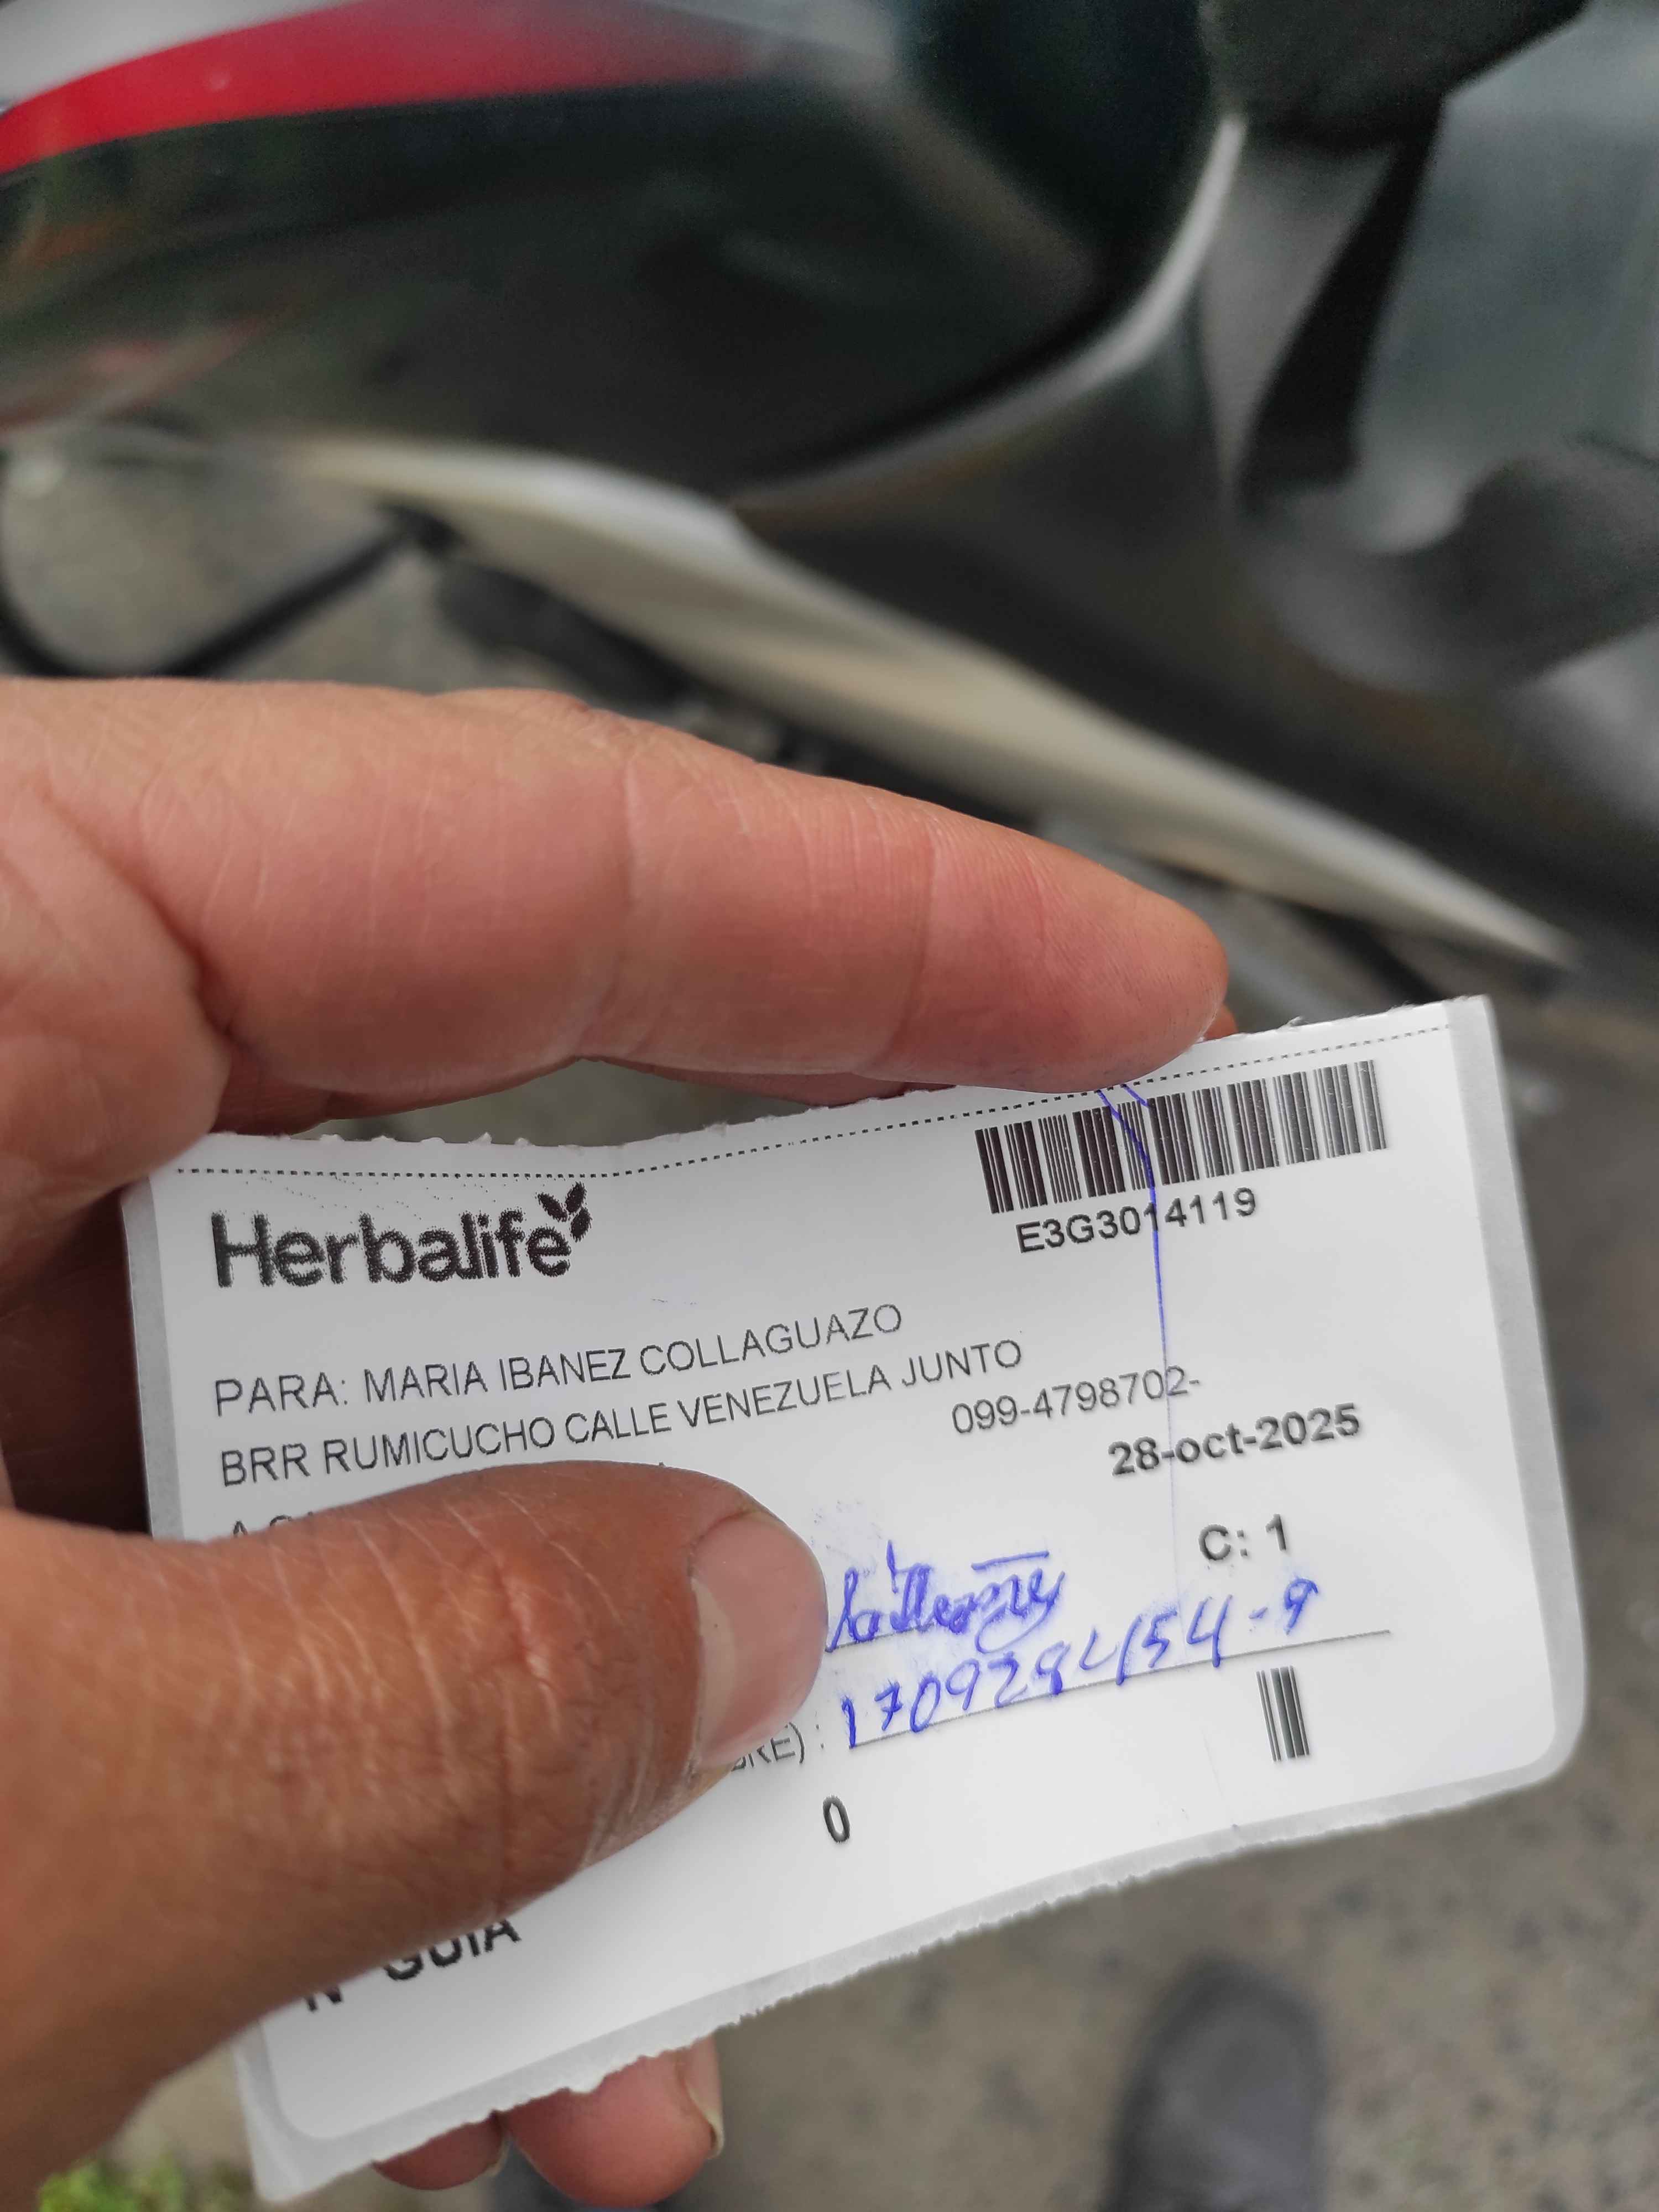 Herbalife
E3G3014119
PARA: MARIA IBANEZ COLLAGUAZO
BRR RUMICUCHO CALLE VENEZUELA JUNTO
099-4798702-
28-oct-2025
C: 1
170928454-9
0
N° GUIA